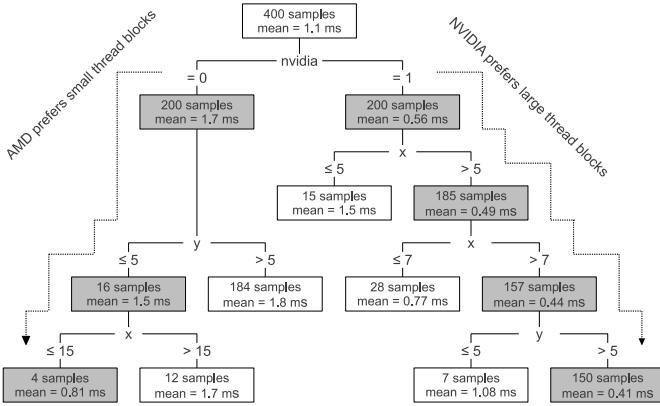 400 samples
mean = 1.1 ms
nvidia
= 0
= 1
AMD prefers small thread blocks
NVIDIA prefers large thread blocks
200 samples
mean = 1.7 ms
200 samples
mean = 0.56 ms
x
≤ 5
> 5
15 samples
mean = 1.5 ms
185 samples
mean = 0.49 ms
y
x
≤ 5
> 5
≤ 7
> 7
16 samples
mean = 1.5 ms
184 samples
mean = 1.8 ms
28 samples
mean = 0.77 ms
157 samples
mean = 0.44 ms
x
y
≤ 15
> 15
≤ 5
> 5
4 samples
mean = 0.81 ms
12 samples
mean = 1.7 ms
7 samples
mean = 1.08 ms
150 samples
mean = 0.41 ms